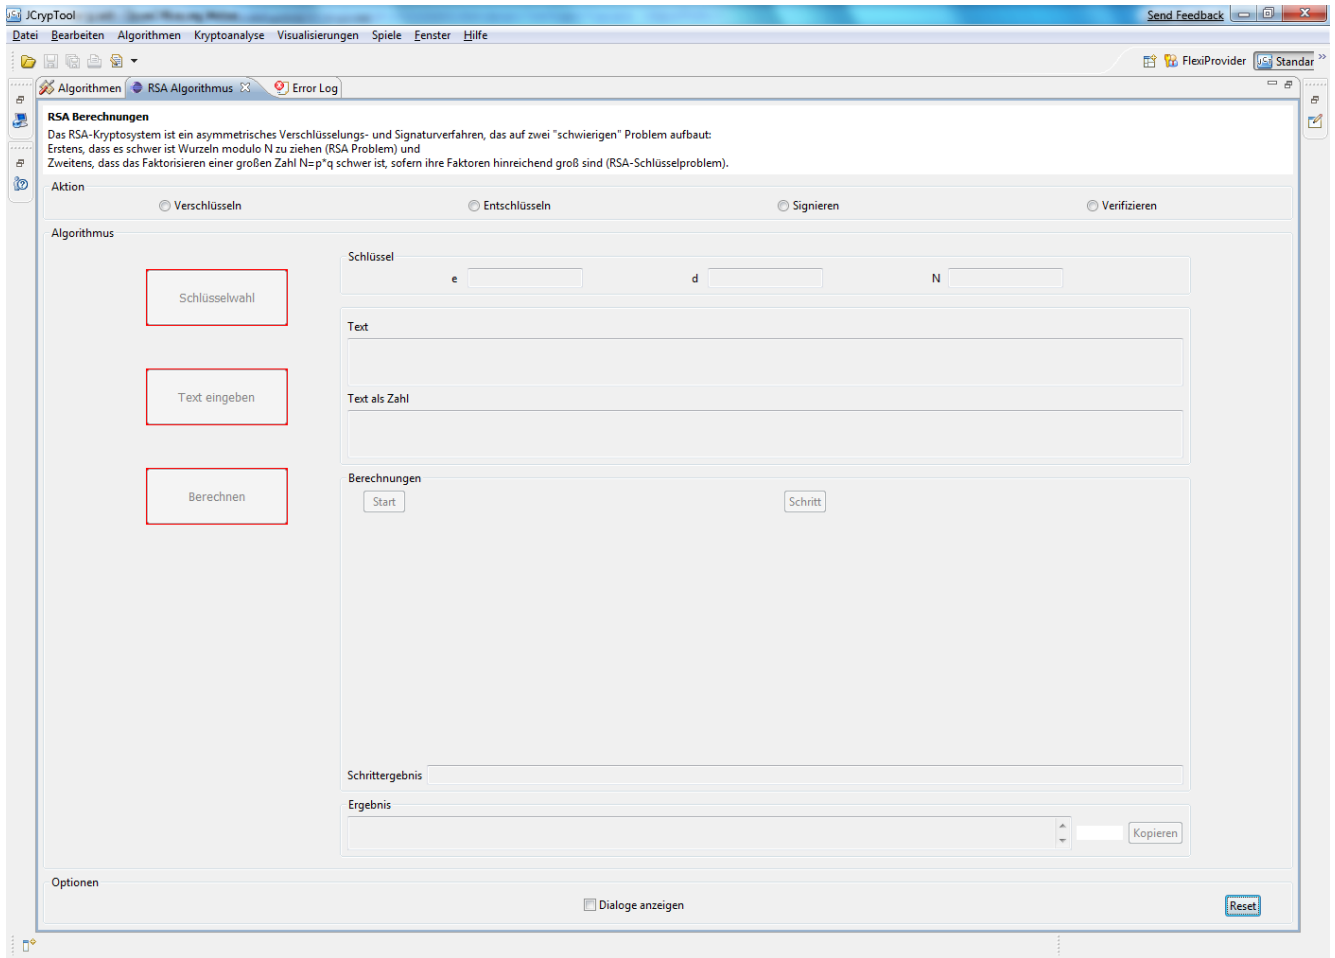 JCrypTool
Send Feedback
Datei Bearbeiten Algorithmen Kryptoanalyse Visualisierungen Spiele Fenster Hilfe
FlexiProvider Standar
Algorithmen RSA Algorithmus Error Log
RSA Berechnungen
Das RSA-Kryptosystem ist ein asymmetrisches Verschlüsselungs- und Signaturverfahren, das auf zwei "schwierigen" Problem aufbaut:
Erstens, dass es schwer ist Wurzeln modulo N zu ziehen (RSA Problem) und
Zweitens, dass das Faktorisieren einer großen Zahl N=p*q schwer ist, sofern ihre Faktoren hinreichend groß sind (RSA-Schlüsselproblem).
Aktion
Verschlüsseln Entschlüsseln Signieren Verifizieren
Algorithmus
Schlüssel
e d N
Schlüsselwahl
Text
Text eingeben
Text als Zahl
Berechnungen
Berechnen
Start Schritt
Schrittergebnis
Ergebnis
Kopieren
Optionen
Dialoge anzeigen
Reset